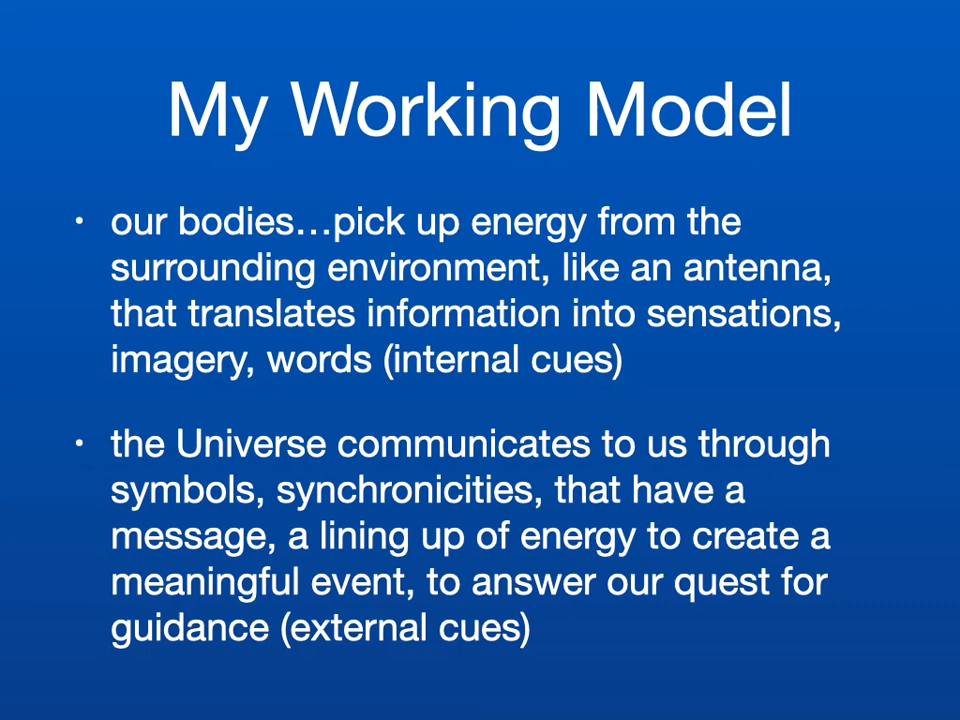 My Working Model
• our bodies…pick up energy from the
surrounding environment, like an antenna,
that translates information into sensations,
imagery, words (internal cues)
• the Universe communicates to us through
symbols, synchronicities, that have a
message, a lining up of energy to create a
meaningful event, to answer our quest for
guidance (external cues)